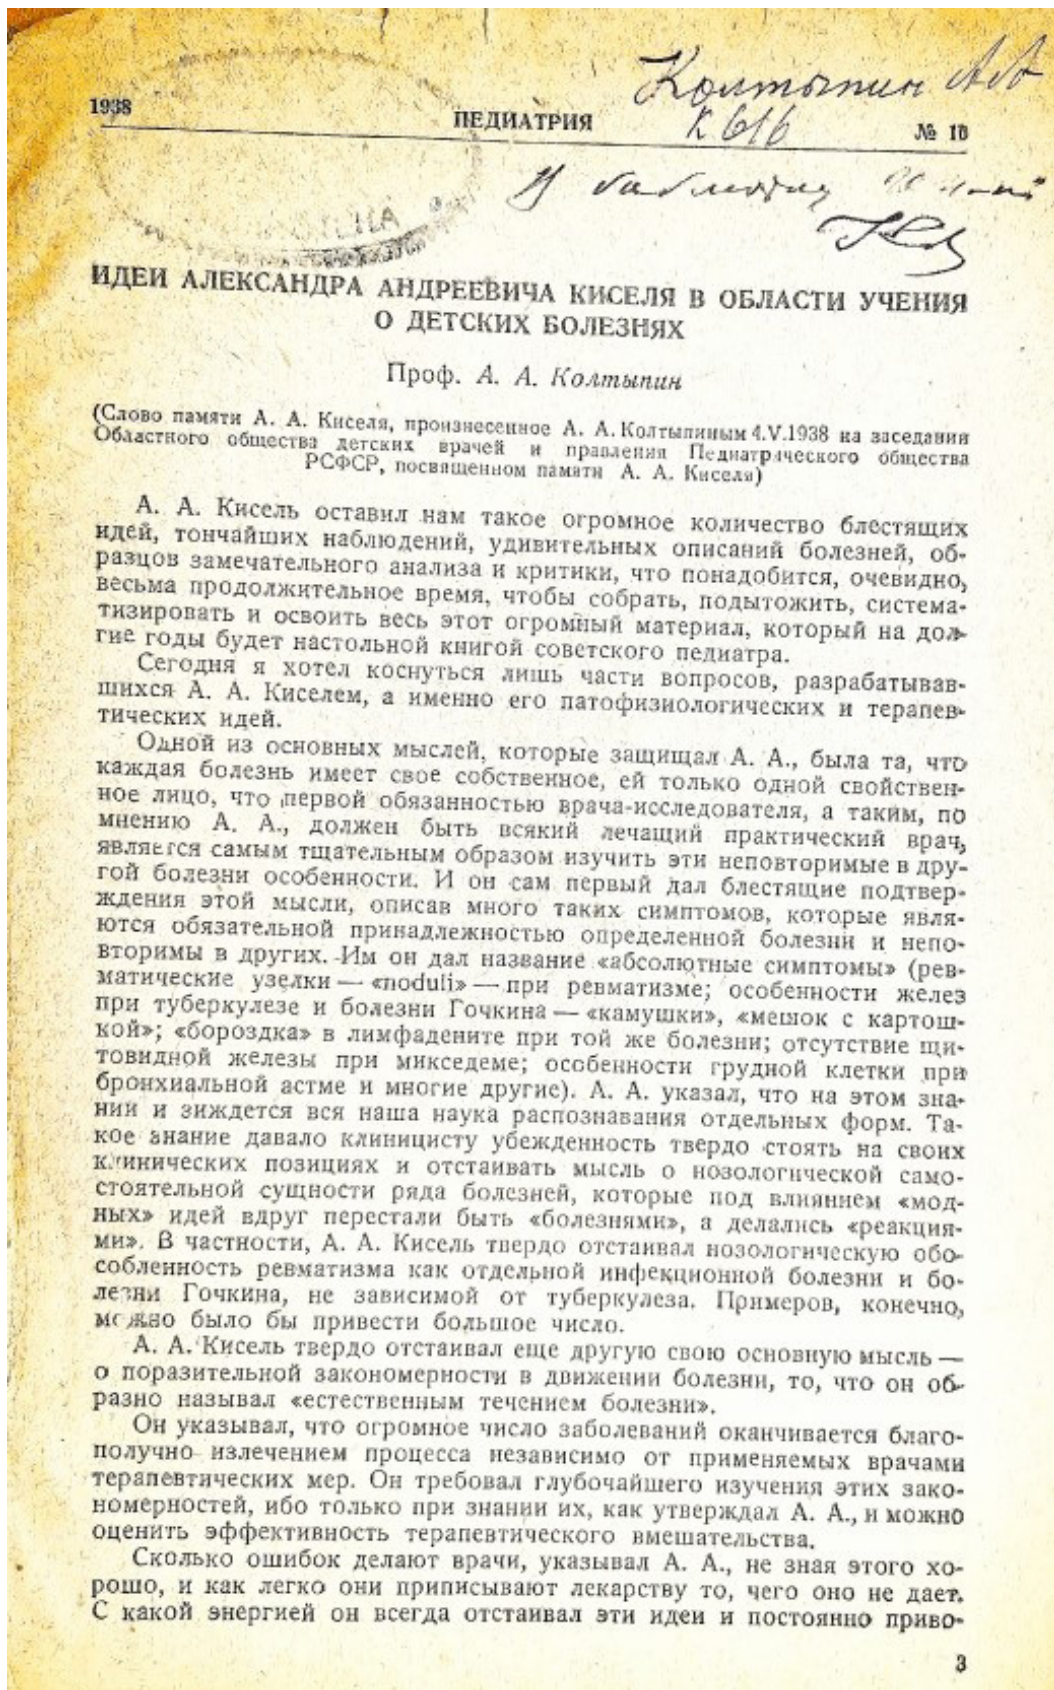 Колтыпин АА
1938
ПЕДИАТРИЯ
К 616
№ 10
В библиотеку
ИДЕИ АЛЕКСАНДРА АНДРЕЕВИЧА КИСЕЛЯ В ОБЛАСТИ УЧЕНИЯ
О ДЕТСКИХ БОЛЕЗНЯХ
Проф. А. А. Колтыпин
(Слово памяти А. А. Киселя, произнесенное А. А. Колтыпиным 4.V.1938 на заседании
Областного общества детских врачей и правления Педиатрического общества
РСФСР, посвященном памяти А. А. Киселя)
А. А. Кисель оставил нам такое огромное количество блестящих
идей, тончайших наблюдений, удивительных описаний болезней, об-
разцов замечательного анализа и критики, что понадобится, очевидно,
весьма продолжительное время, чтобы собрать, подытожить, система-
тизировать и освоить весь этот огромный материал, который на дол-
гие годы будет настольной книгой советского педиатра.
Сегодня я хотел коснуться лишь части вопросов, разрабатывав-
шихся А. А. Киселем, а именно его патофизиологических и терапев-
тических идей.
Одной из основных мыслей, которые защищал А. А., была та, что
каждая болезнь имеет свое собственное, ей только одной свойствен-
ное лицо, что первой обязанностью врача-исследователя, а таким, по
мнению А. А., должен быть всякий лечащий практический врач,
является самым тщательным образом изучить эти неповторимые в дру-
гой болезни особенности. И он сам первый дал блестящие подтвер-
ждения этой мысли, описав много таких симптомов, которые явля-
ются обязательной принадлежностью определенной болезни и непо-
вторимы в других. Им он дал название «абсолютные симптомы» (рев-
матические узелки — «noduli» — при ревматизме; особенности желез
при туберкулезе и болезни Гочкина — «камушки», «мешок с картош-
кой»; «бороздка» в лимфадените при той же болезни; отсутствие щи-
товидной железы при микседеме; особенности грудной клетки при
бронхиальной астме и многие другие). А. А. указал, что на этом зна-
нии и зиждется вся наша наука распознавания отдельных форм. Та-
кое знание давало клиницисту убежденность твердо стоять на своих
клинических позициях и отстаивать мысль о нозологической само-
стоятельной сущности ряда болезней, которые под влиянием «мод-
ных» идей вдруг перестали быть «болезнями», а делались «реакция-
ми». В частности, А. А. Кисель твердо отстаивал нозологическую обо-
собленность ревматизма как отдельной инфекционной болезни и бо-
лезни Гочкина, не зависимой от туберкулеза. Примеров, конечно,
можно было бы привести большое число.
А. А. Кисель твердо отстаивал еще другую свою основную мысль —
о поразительной закономерности в движении болезни, то, что он об-
разно называл «естественным течением болезни».
Он указывал, что огромное число заболеваний оканчивается благо-
получно излечением процесса независимо от применяемых врачами
терапевтических мер. Он требовал глубочайшего изучения этих зако-
номерностей, ибо только при знании их, как утверждал А. А., и можно
оценить эффективность терапевтического вмешательства.
Сколько ошибок делают врачи, указывал А. А., не зная этого хо-
рошо, и как легко они приписывают лекарству то, чего оно не дает.
С какой энергией он всегда отстаивал эти идеи и постоянно приво-
3